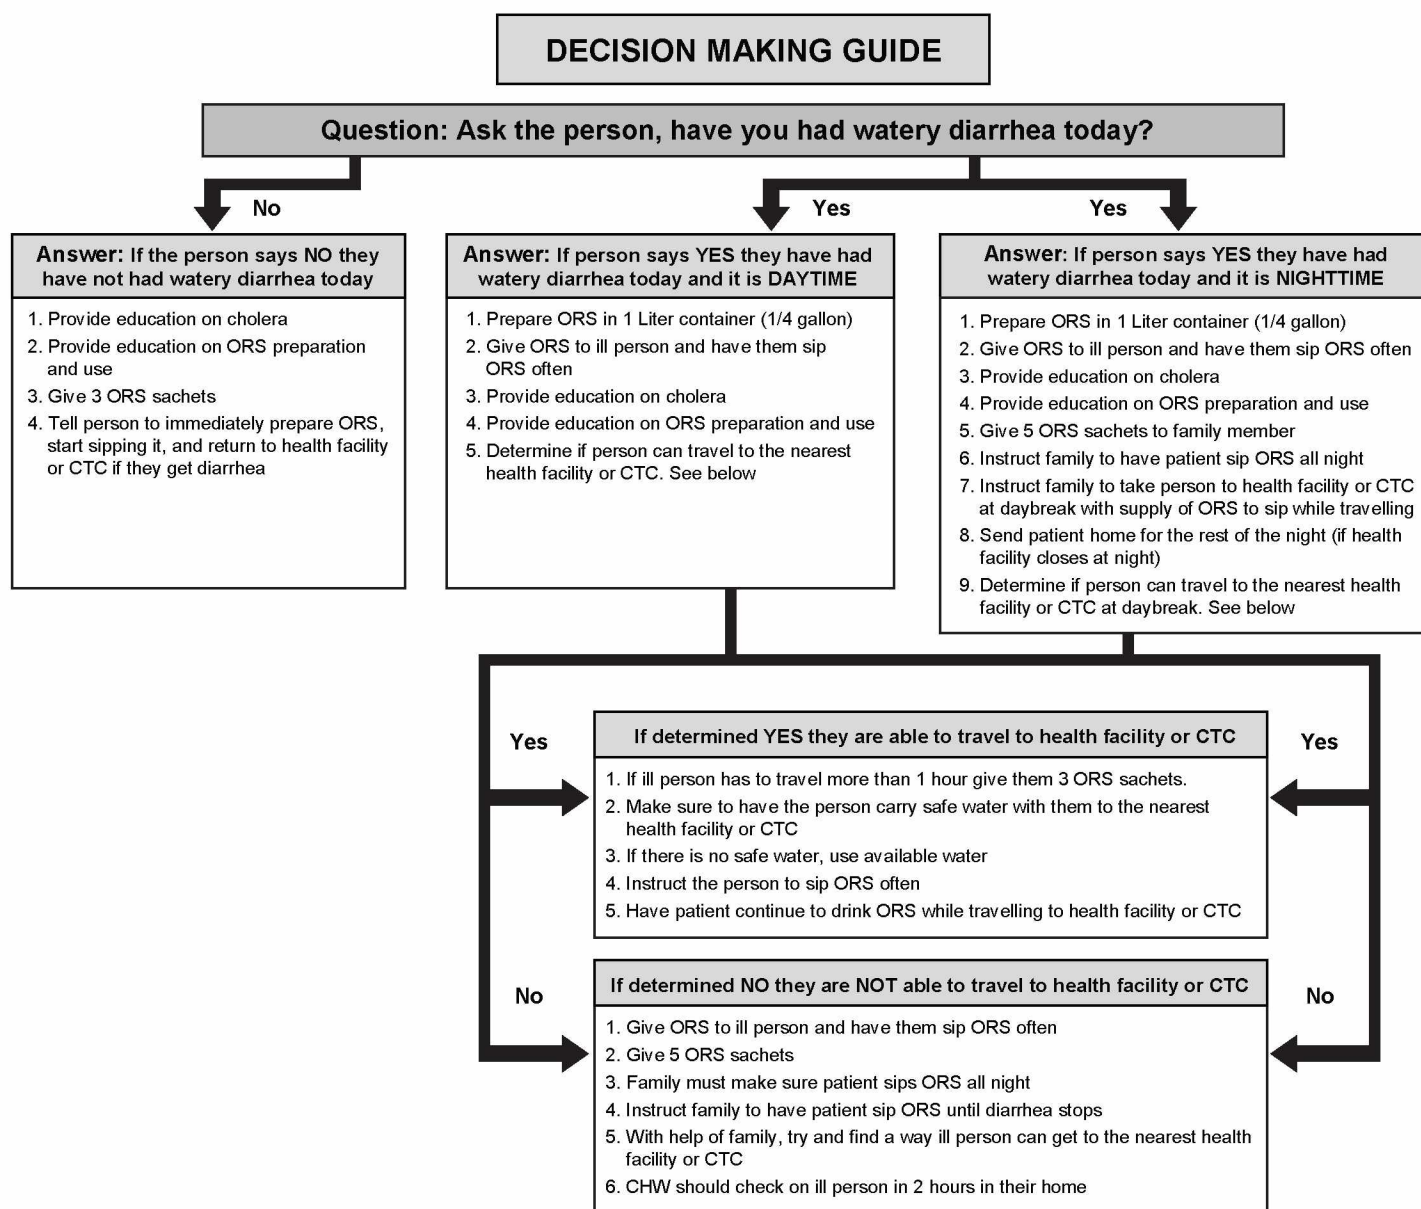 DECISION MAKING GUIDE
Question: Ask the person, have you had watery diarrhea today?
No
Yes
Yes
Answer: If the person says NO they
have not had watery diarrhea today
1. Provide education on cholera
2. Provide education on ORS preparation
and use
3. Give 3 ORS sachets
4. Tell person to immediately prepare ORS,
start sipping it, and return to health facility
or CTC if they get diarrhea
Answer: If person says YES they have had
watery diarrhea today and it is DAYTIME
1. Prepare ORS in 1 Liter container (1/4 gallon)
2. Give ORS to ill person and have them sip
ORS often
3. Provide education on cholera
4. Provide education on ORS preparation and use
5. Determine if person can travel to the nearest
health facility or CTC. See below
Answer: If person says YES they have had
watery diarrhea today and it is NIGHTTIME
1. Prepare ORS in 1 Liter container (1/4 gallon)
2. Give ORS to ill person and have them sip ORS often
3. Provide education on cholera
4. Provide education on ORS preparation and use
5. Give 5 ORS sachets to family member
6. Instruct family to have patient sip ORS all night
7. Instruct family to take person to health facility or CTC
at daybreak with supply of ORS to sip while travelling
8. Send patient home for the rest of the night (if health
facility closes at night)
9. Determine if person can travel to the nearest health
facility or CTC at daybreak. See below
Yes
Yes
If determined YES they are able to travel to health facility or CTC
1. If ill person has to travel more than 1 hour give them 3 ORS sachets.
2. Make sure to have the person carry safe water with them to the nearest
health facility or CTC
3. If there is no safe water, use available water
4. Instruct the person to sip ORS often
5. Have patient continue to drink ORS while travelling to health facility or CTC
No
No
If determined NO they are NOT able to travel to health facility or CTC
1. Give ORS to ill person and have them sip ORS often
2. Give 5 ORS sachets
3. Family must make sure patient sips ORS all night
4. Instruct family to have patient sip ORS until diarrhea stops
5. With help of family, try and find a way ill person can get to the nearest health
facility or CTC
6. CHW should check on ill person in 2 hours in their home